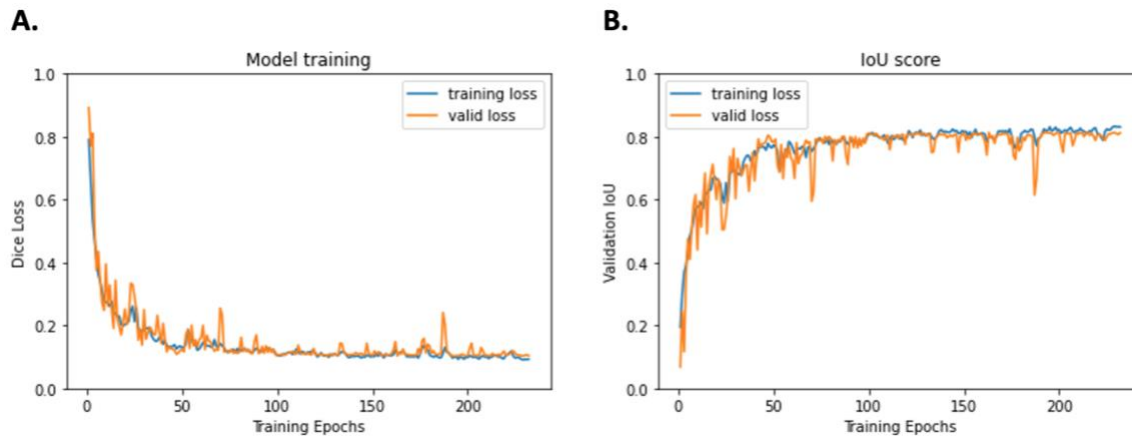 A.
Model training
1.0
0.8
0.6
0.4
0.2
0.0
Dice Loss
training loss
valid loss
0
50
100
150
200
Training Epochs
B.
IoU score
1.0
0.8
0.6
0.4
0.2
0.0
Validation IoU
training loss
valid loss
0
50
100
150
200
Training Epochs